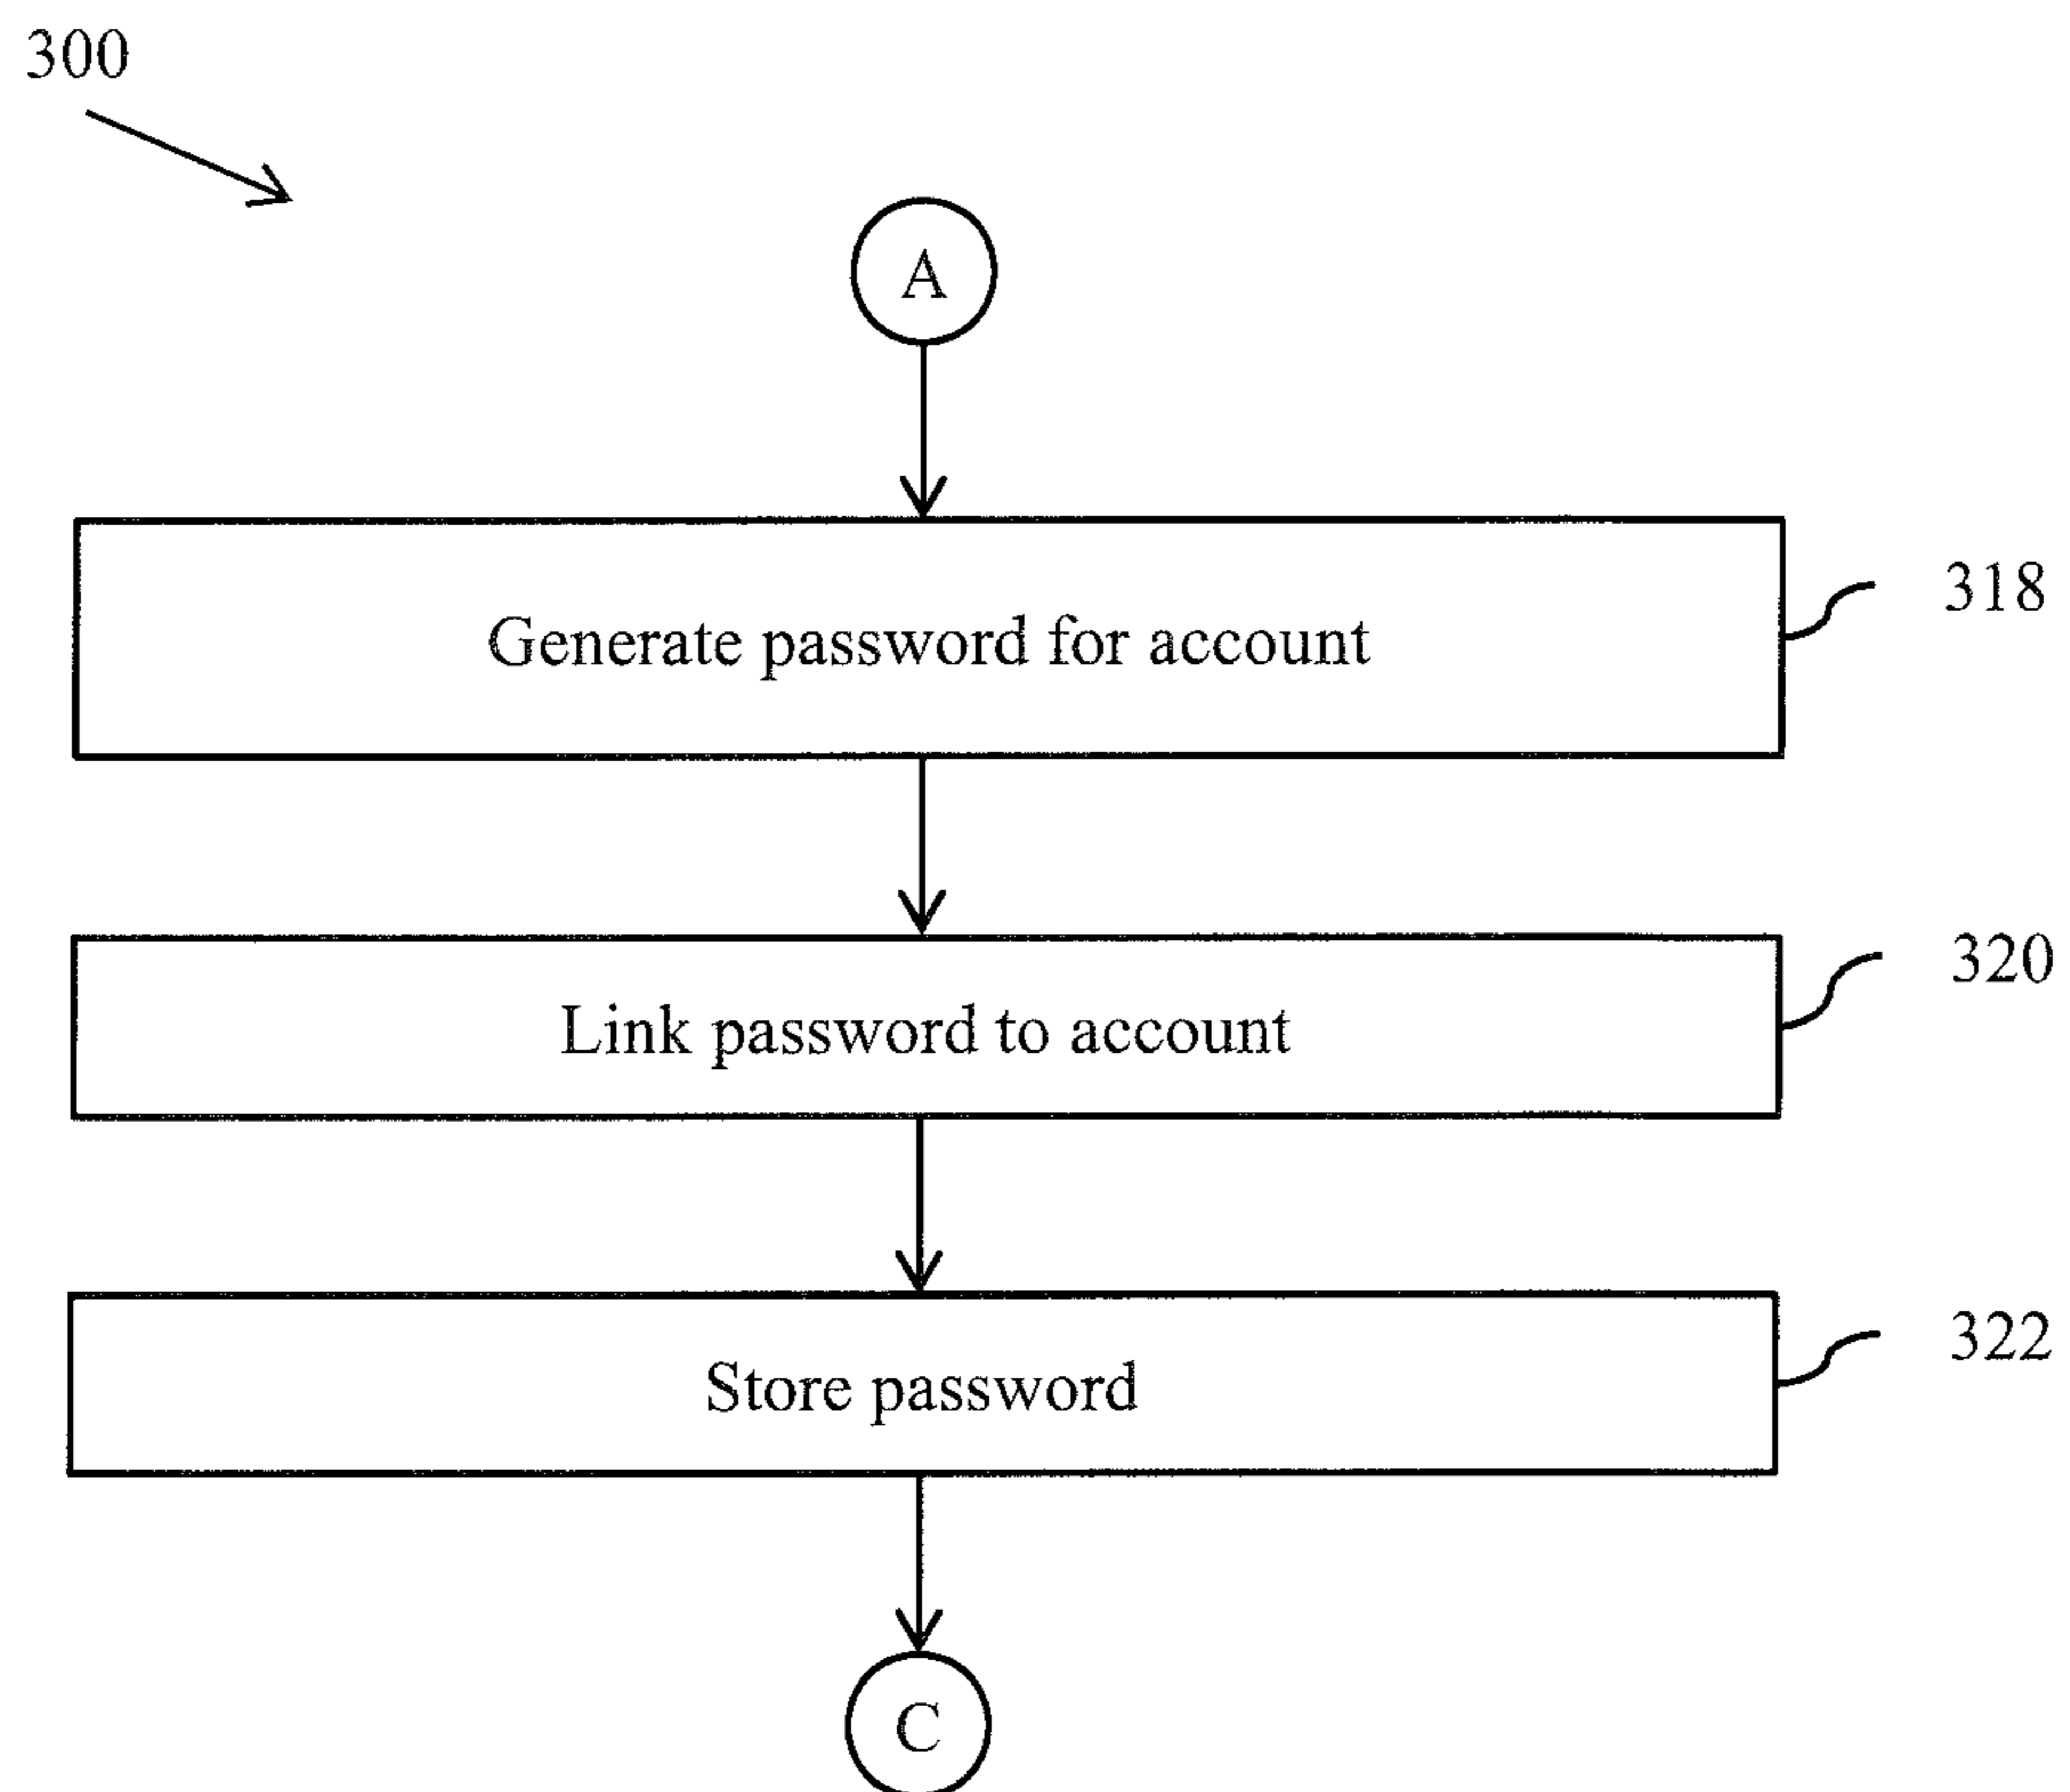 300
A
Generate password for account
318
Link password to account
320
Store password
322
C